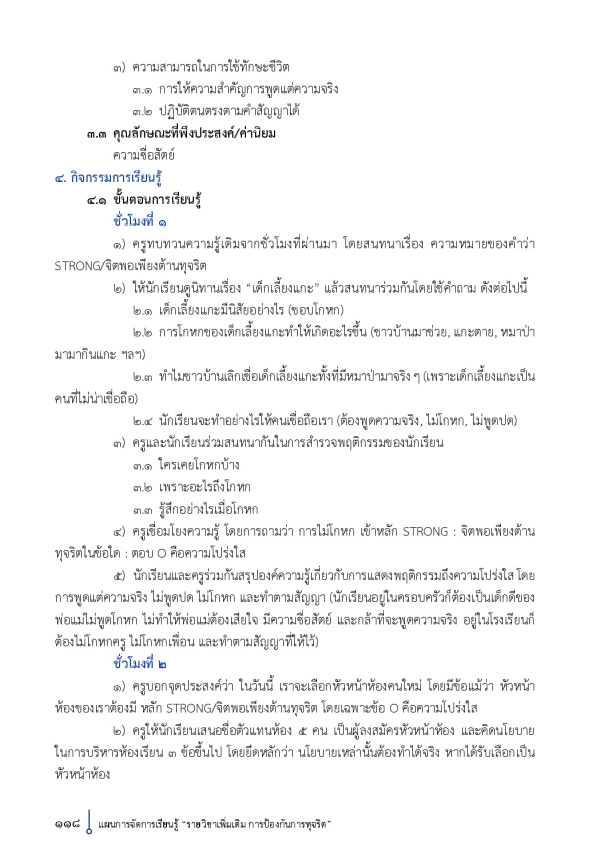 ๓) ความสามารถในการใช้ทักษะชีวิต
๓.๑ การให้ความสำคัญการพูดแต่ความจริง
๓.๒ ปฏิบัติตนตรงตามคำสัญญาได้
๓.๓ คุณลักษณะที่พึงประสงค์/ค่านิยม
ความซื่อสัตย์
๔. กิจกรรมการเรียนรู้
๔.๑ ขั้นตอนการเรียนรู้
ชั่วโมงที่ ๑
๑) ครูทบทวนความรู้เดิมจากชั่วโมงที่ผ่านมา โดยสนทนาเรื่อง ความหมายของคำว่า
STRONG/จิตพอเพียงต้านทุจริต
๒) ให้นักเรียนดูนิทานเรื่อง “เด็กเลี้ยงแกะ” แล้วสนทนาร่วมกันโดยใช้คำถาม ดังต่อไปนี้
๒.๑ เด็กเลี้ยงแกะมีนิสัยอย่างไร (ชอบโกหก)
๒.๒ การโกหกของเด็กเลี้ยงแกะทำให้เกิดอะไรขึ้น (ชาวบ้านมาช่วย, แกะตาย, หมาป่า
มามากินแกะ ฯลฯ)
๒.๓ ทำไมชาวบ้านเลิกเชื่อเด็กเลี้ยงแกะทั้งที่มีหมาป่ามาจริง ๆ (เพราะเด็กเลี้ยงแกะเป็น
คนที่ไม่น่าเชื่อถือ)
๒.๔ นักเรียนจะทำอย่างไรให้คนเชื่อถือเรา (ต้องพูดความจริง, ไม่โกหก, ไม่พูดปด)
๓) ครูและนักเรียนร่วมสนทนากันในการสำรวจพฤติกรรมของนักเรียน
๓.๑ ใครเคยโกหกบ้าง
๓.๒ เพราะอะไรถึงโกหก
๓.๓ รู้สึกอย่างไรเมื่อโกหก
๔) ครูเชื่อมโยงความรู้ โดยการถามว่า การไม่โกหก เข้าหลัก STRONG : จิตพอเพียงต้าน
ทุจริตในข้อใด : ตอบ O คือความโปร่งใส
๕) นักเรียนและครูร่วมกันสรุปองค์ความรู้เกี่ยวกับการแสดงพฤติกรรมถึงความโปร่งใส โดย
การพูดแต่ความจริง ไม่พูดปด ไม่โกหก และทำตามสัญญา (นักเรียนอยู่ในครอบครัวก็ต้องเป็นเด็กดีของ
พ่อแม่ไม่พูดโกหก ไม่ทำให้พ่อแม่ต้องเสียใจ มีความซื่อสัตย์ และกล้าที่จะพูดความจริง อยู่ในโรงเรียนก็
ต้องไม่โกหกครู ไม่โกหกเพื่อน และทำตามสัญญาที่ให้ไว้)
ชั่วโมงที่ ๒
๑) ครูบอกจุดประสงค์ว่า ในวันนี้ เราจะเลือกหัวหน้าห้องคนใหม่ โดยมีข้อแม้ว่า หัวหน้า
ห้องของเราต้องมี หลัก STRONG/จิตพอเพียงต้านทุจริต โดยเฉพาะข้อ O คือความโปร่งใส
๒) ครูให้นักเรียนเสนอชื่อตัวแทนห้อง ๕ คน เป็นผู้ลงสมัครหัวหน้าห้อง และคิดนโยบาย
ในการบริหารห้องเรียน ๓ ข้อขึ้นไป โดยยึดหลักว่า นโยบายเหล่านั้นต้องทำได้จริง หากได้รับเลือกเป็น
หัวหน้าห้อง
๑๑๘ แผนการจัดการเรียนรู้ “รายวิชาเพิ่มเติม การป้องกันการทุจริต”